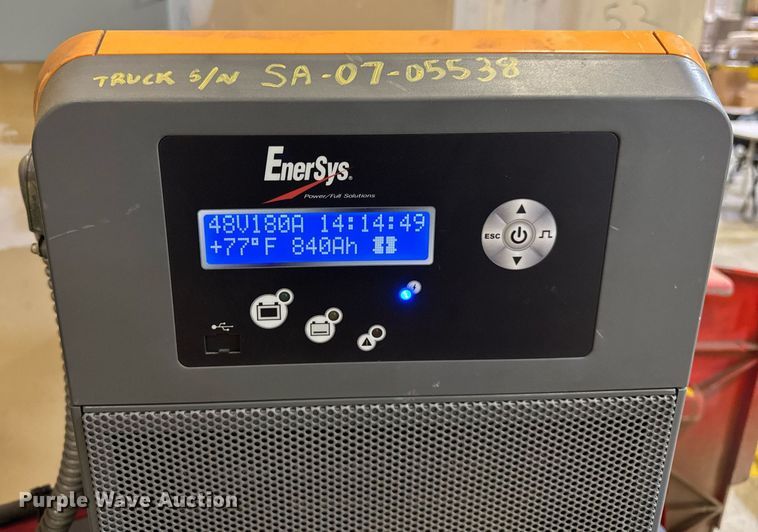 TRUCK S/N SA-07-05538
EnerSys®
Power/Full Solutions
48V180A 14:14:49
+77°F 840Ah
ESC
Purple Wave Auction